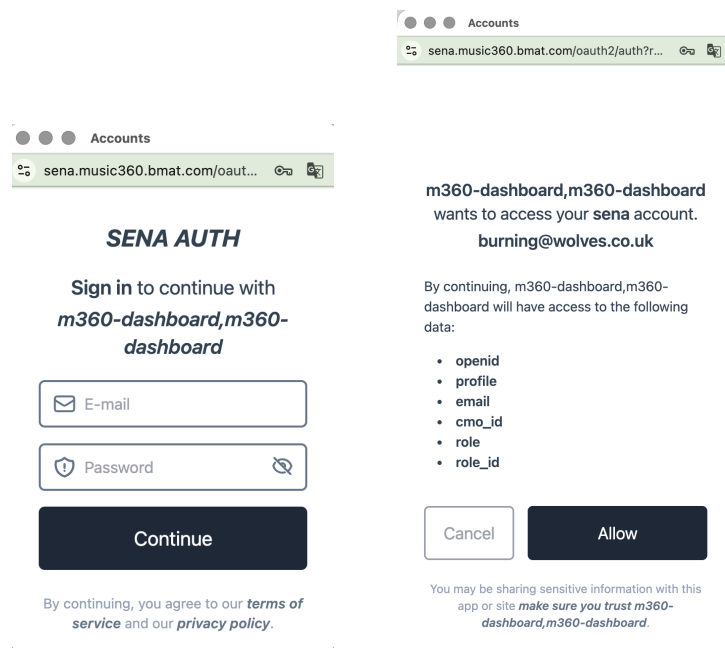 Accounts
sena.music360.bmat.com/oaut...
SENA AUTH
Sign in to continue with
m360-dashboard,m360-
dashboard
E-mail
Password
Continue
By continuing, you agree to our terms of
service and our privacy policy.
Accounts
sena.music360.bmat.com/oauth2/auth?r...
m360-dashboard,m360-dashboard
wants to access your sena account.
burning@wolves.co.uk
By continuing, m360-dashboard,m360-
dashboard will have access to the following
data:
• openid
• profile
• email
• cmo_id
• role
• role_id
Cancel
Allow
You may be sharing sensitive information with this
app or site make sure you trust m360-
dashboard,m360-dashboard.